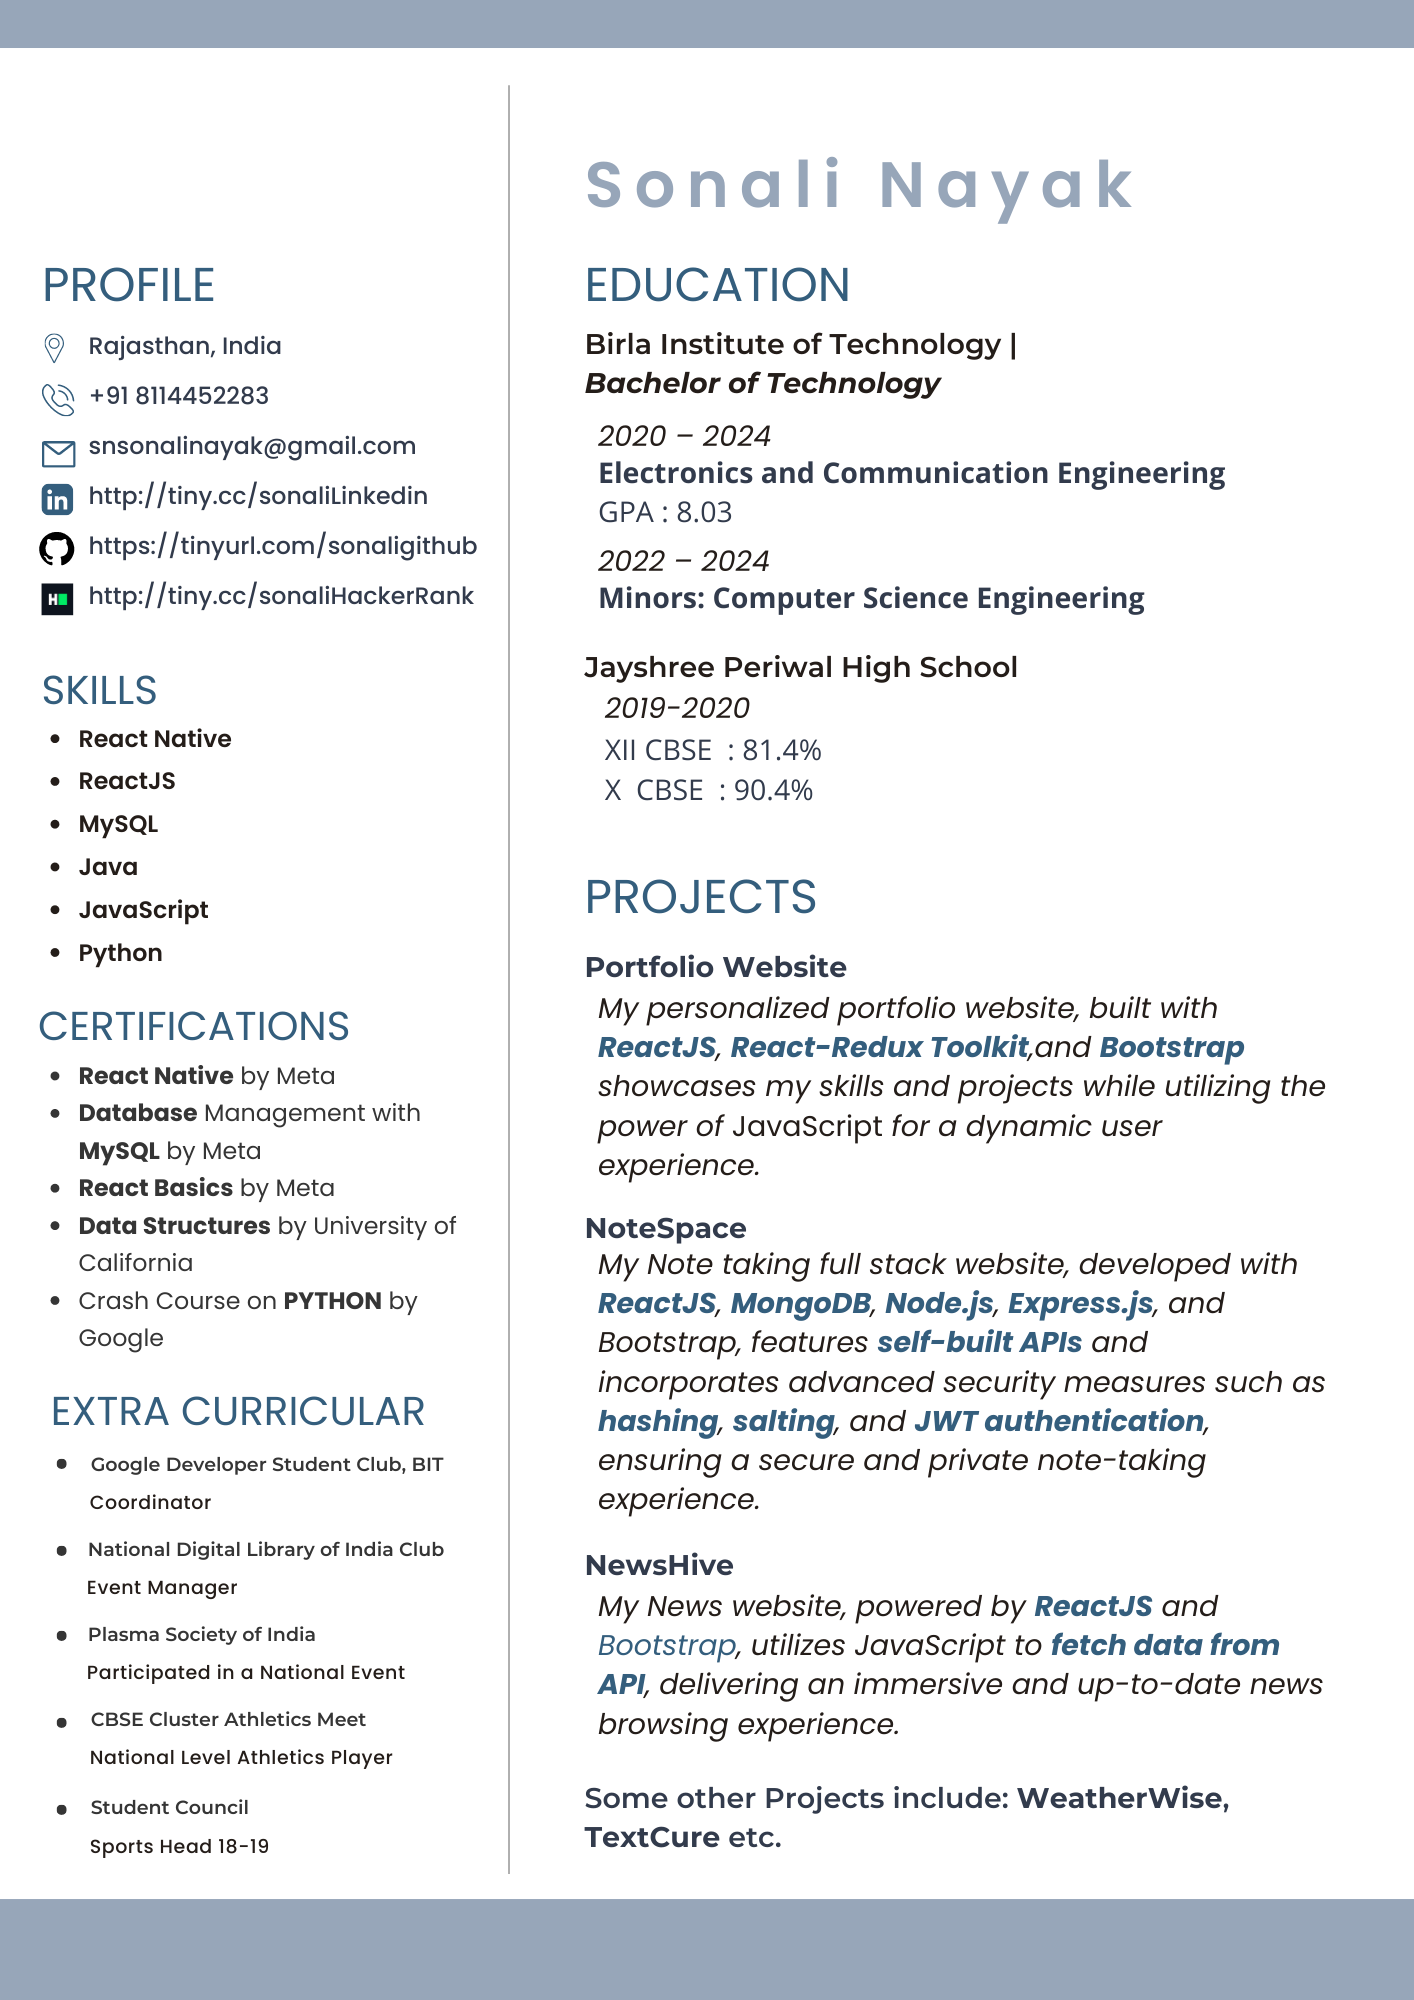 Sonali Nayak
PROFILE
Rajasthan, India
+91 8114452283
snsonalinayak@gmail.com
in http://tiny.cc/sonaliLinkedin
https://tinyurl.com/sonaligithub
H http://tiny.cc/sonaliHackerRank
SKILLS
• React Native
• ReactJS
• MySQL
• Java
• JavaScript
• Python
CERTIFICATIONS
• React Native by Meta
• Database Management with
MySQL by Meta
• React Basics by Meta
• Data Structures by University of
California
• Crash Course on PYTHON by
Google
EXTRA CURRICULAR
• Google Developer Student Club, BIT
Coordinator
• National Digital Library of India Club
Event Manager
• Plasma Society of India
Participated in a National Event
• CBSE Cluster Athletics Meet
National Level Athletics Player
• Student Council
Sports Head 18-19
EDUCATION
Birla Institute of Technology |
Bachelor of Technology
2020 – 2024
Electronics and Communication Engineering
GPA : 8.03
2022 – 2024
Minors: Computer Science Engineering
Jayshree Periwal High School
2019-2020
XII CBSE : 81.4%
X CBSE : 90.4%
PROJECTS
Portfolio Website
My personalized portfolio website, built with
ReactJS, React-Redux Toolkit,and Bootstrap
showcases my skills and projects while utilizing the
power of JavaScript for a dynamic user
experience.
NoteSpace
My Note taking full stack website, developed with
ReactJS, MongoDB, Node.js, Express.js, and
Bootstrap, features self-built APIs and
incorporates advanced security measures such as
hashing, salting, and JWT authentication,
ensuring a secure and private note-taking
experience.
NewsHive
My News website, powered by ReactJS and
Bootstrap, utilizes JavaScript to fetch data from
API, delivering an immersive and up-to-date news
browsing experience.
Some other Projects include: WeatherWise,
TextCure etc.